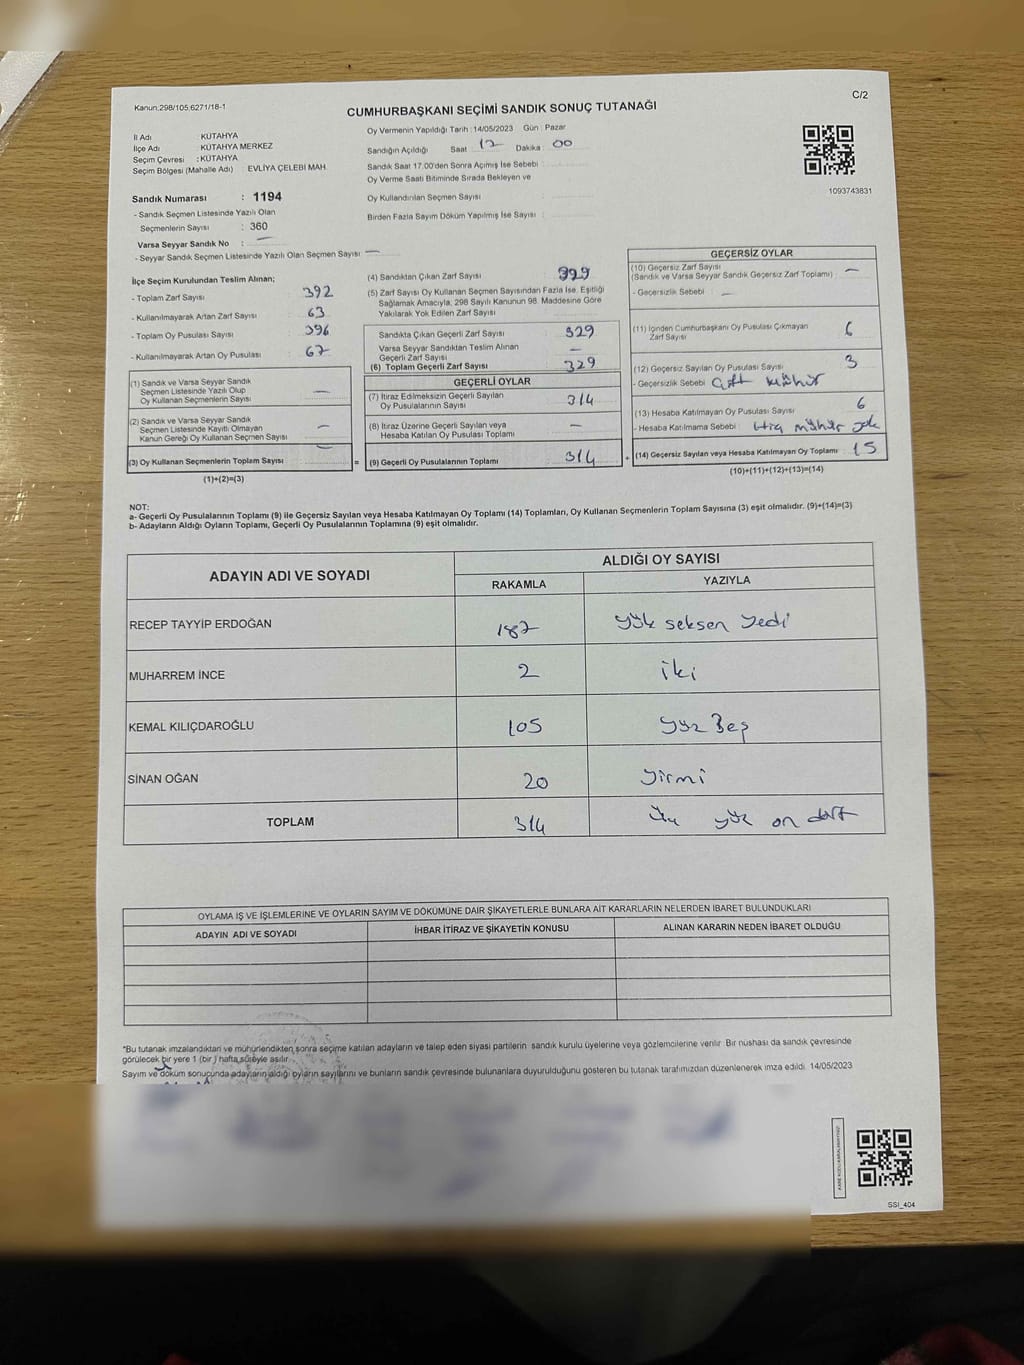 Kanun:298/105,6271/18-1
C/2
CUMHURBAŞKANI SEÇİMİ SANDIK SONUÇ TUTANAĞI
İl Adı : KÜTAHYA
İlçe Adı : KÜTAHYA MERKEZ
Seçim Çevresi : KÜTAHYA
Seçim Bölgesi (Mahalle Adı) EVLİYA ÇELEBİ MAH.
Sandık Numarası : 1194
- Sandık Seçmen Listesinde Yazılı Olan
Seçmenlerin Sayısı : 360
Varsa Seyyar Sandık No : —
- Seyyar Sandık Seçmen Listesinde Yazılı Olan Seçmen Sayısı : —
Oy Vermenin Yapıldığı Tarih : 14/05/2023 Gün : Pazar
Sandığın Açıldığı Saat 17 Dakika : 00
Sandık Saat 17.00'den Sonra Açılmış İse Sebebi :
Oy Verme Saati Bitiminde Sırada Bekleyen ve
Oy Kullandırılan Seçmen Sayısı :
Birden Fazla Sayım Döküm Yapılmış İse Sayısı :
1093743831
İlçe Seçim Kurulundan Teslim Alınan;
- Toplam Zarf Sayısı : 392
- Kullanılmayarak Artan Zarf Sayısı : 63
- Toplam Oy Pusulası Sayısı : 396
- Kullanılmayarak Artan Oy Pusulası : 67
(1) Sandık ve Varsa Seyyar Sandık
Seçmen Listesinde Yazılı Olup
Oy Kullanan Seçmenlerin Sayısı : —
(2) Sandık ve Varsa Seyyar Sandık
Seçmen Listesinde Kayıtlı Olmayan
Kanun Gereği Oy Kullanan Seçmen Sayısı : —
(3) Oy Kullanan Seçmenlerin Toplam Sayısı :
(1)+(2)=(3)
(4) Sandıktan Çıkan Zarf Sayısı : 329
(5) Zarf Sayısı Oy Kullanan Seçmen Sayısından Fazla İse, Eşitliği
Sağlamak Amacıyla, 298 Sayılı Kanunun 98. Maddesine Göre
Yakılarak Yok Edilen Zarf Sayısı :
Sandıkta Çıkan Geçerli Zarf Sayısı : 329
Varsa Seyyar Sandıktan Teslim Alınan
Geçerli Zarf Sayısı : —
(6) Toplam Geçerli Zarf Sayısı : 329
GEÇERLİ OYLAR
(7) İtiraz Edilmeksizin Geçerli Sayılan
Oy Pusulalarının Sayısı : 314
(8) İtiraz Üzerine Geçerli Sayılan veya
Hesaba Katılan Oy Pusulası Toplamı : —
= (9) Geçerli Oy Pusulalarının Toplamı : 314 +
GEÇERSİZ OYLAR
(10) Geçersiz Zarf Sayısı
(Sandık ve Varsa Seyyar Sandık Geçersiz Zarf Toplamı) : —
- Geçersizlik Sebebi : —
(11) İçinden Cumhurbaşkanı Oy Pusulası Çıkmayan
Zarf Sayısı : 6
(12) Geçersiz Sayılan Oy Pusulası Sayısı : 3
- Geçersizlik Sebebi : çift mühür
(13) Hesaba Katılmayan Oy Pusulası Sayısı : 6
- Hesaba Katılmama Sebebi : mühür yok
(14) Geçersiz Sayılan veya Hesaba Katılmayan Oy Toplamı : 15
(10)+(11)+(12)+(13)=(14)
NOT:
a- Geçerli Oy Pusulalarının Toplamı (9) ile Geçersiz Sayılan veya Hesaba Katılmayan Oy Toplamı (14) Toplamları, Oy Kullanan Seçmenlerin Toplam Sayısına (3) eşit olmalıdır. (9)+(14)=(3)
b- Adayların Aldığı Oyların Toplamı, Geçerli Oy Pusulalarının Toplamına (9) eşit olmalıdır.
ADAYIN ADI VE SOYADI ALDIĞI OY SAYISI
RAKAMLA YAZIYLA
RECEP TAYYİP ERDOĞAN 187 yüz seksen yedi
MUHARREM İNCE 2 iki
KEMAL KILIÇDAROĞLU 105 yüz Beş
SİNAN OĞAN 20 yirmi
TOPLAM 314 üç yüz on dört
OYLAMA İŞ VE İŞLEMLERİNE VE OYLARIN SAYIM VE DÖKÜMÜNE DAİR ŞİKAYETLERLE BUNLARA AİT KARARLARIN NELERDEN İBARET BULUNDUKLARI
ADAYIN ADI VE SOYADI İHBAR İTİRAZ VE ŞİKAYETİN KONUSU ALINAN KARARIN NEDEN İBARET OLDUĞU
*Bu tutanak imzalandıktan ve mühürlendikten sonra seçime katılan adayların ve talep eden siyasi partilerin sandık kurulu üyelerine veya gözlemcilerine verilir. Bir nüshası da sandık çevresinde
görülecek bir yere 1 (bir) hafta süreyle asılır.
Sayım ve döküm sonucunda adayların aldığı oyların sayılarını ve bunların sandık çevresinde bulunanlara duyurulduğunu gösteren bu tutanak tarafımızdan düzenlenerek imza edildi. 14/05/2023
SSI_404